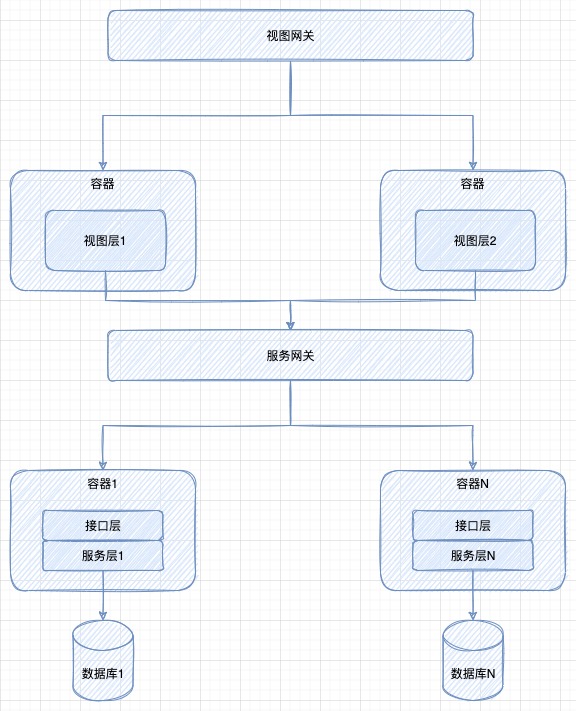 视图网关
容器
容器
视图层1
视图层2
服务网关
容器1
容器N
接口层
接口层
服务层1
服务层N
数据库1
数据库N